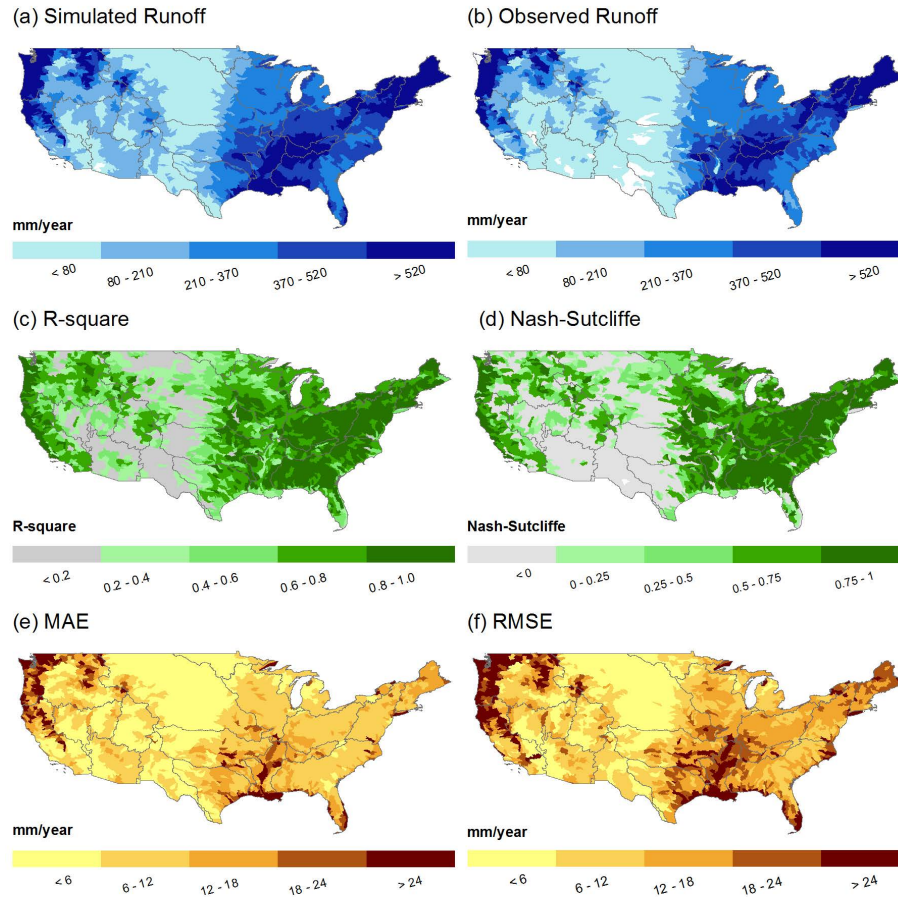 (a) Simulated Runoff
(b) Observed Runoff
mm/year
< 80
80 - 210
210 - 370
370 - 520
> 520
mm/year
< 80
80 - 210
210 - 370
370 - 520
> 520
(c) R-square
(d) Nash-Sutcliffe
R-square
< 0.2
0.2 - 0.4
0.4 - 0.6
0.6 - 0.8
0.8 - 1.0
Nash-Sutcliffe
< 0
0 - 0.25
0.25 - 0.5
0.5 - 0.75
0.75 - 1
(e) MAE
(f) RMSE
mm/year
< 6
6 - 12
12 - 18
18 - 24
> 24
mm/year
< 6
6 - 12
12 - 18
18 - 24
> 24